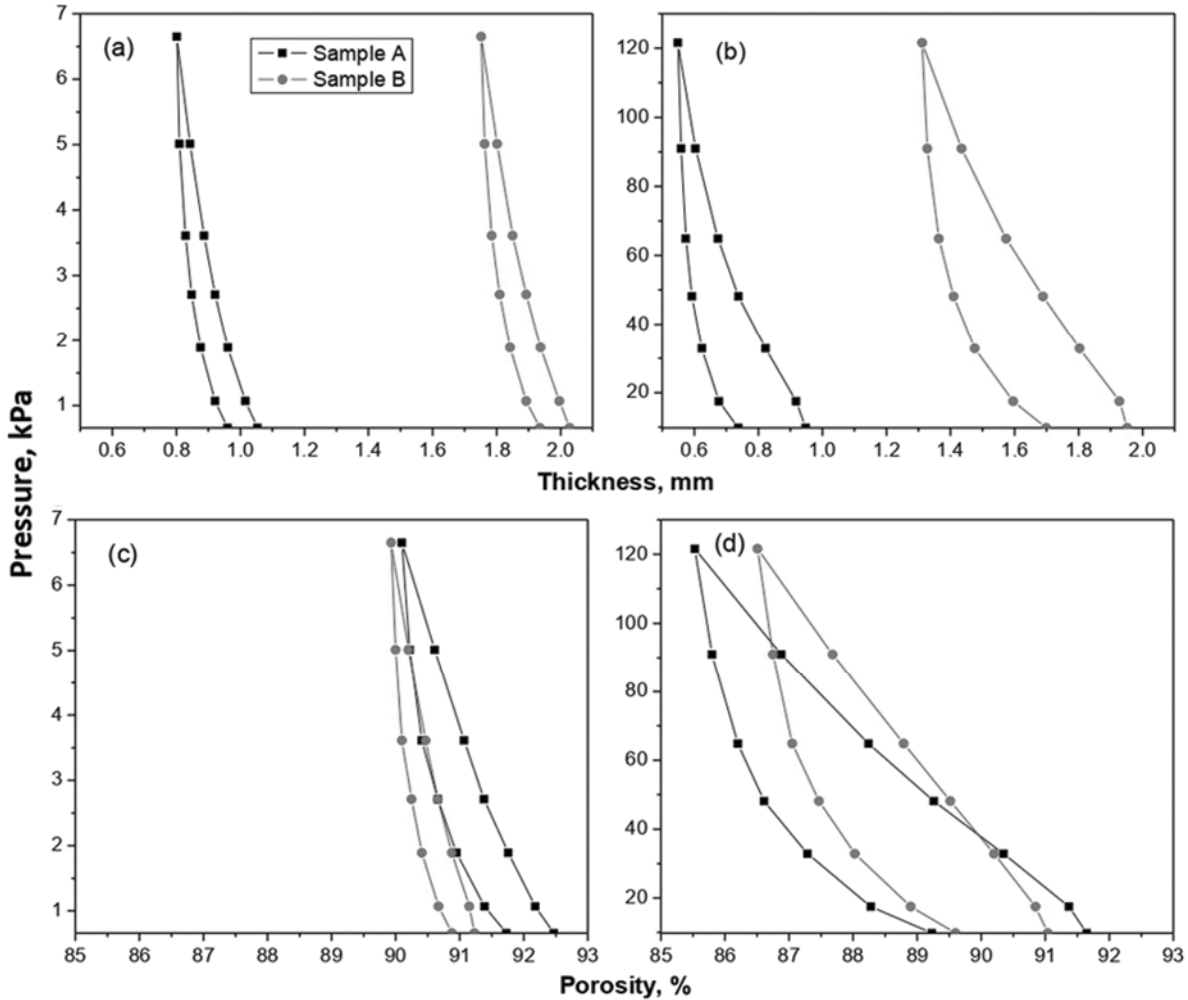 7
6
5
4
3
2
1
(a)
Sample A
Sample B
0.6 0.8 1.0 1.2 1.4 1.6 1.8 2.0
120
100
80
60
40
20
(b)
0.6 0.8 1.0 1.2 1.4 1.6 1.8 2.0
Thickness, mm
Pressure, kPa
7
6
5
4
3
2
1
(c)
85 86 87 88 89 90 91 92 93
120
100
80
60
40
20
(d)
85 86 87 88 89 90 91 92 93
Porosity, %